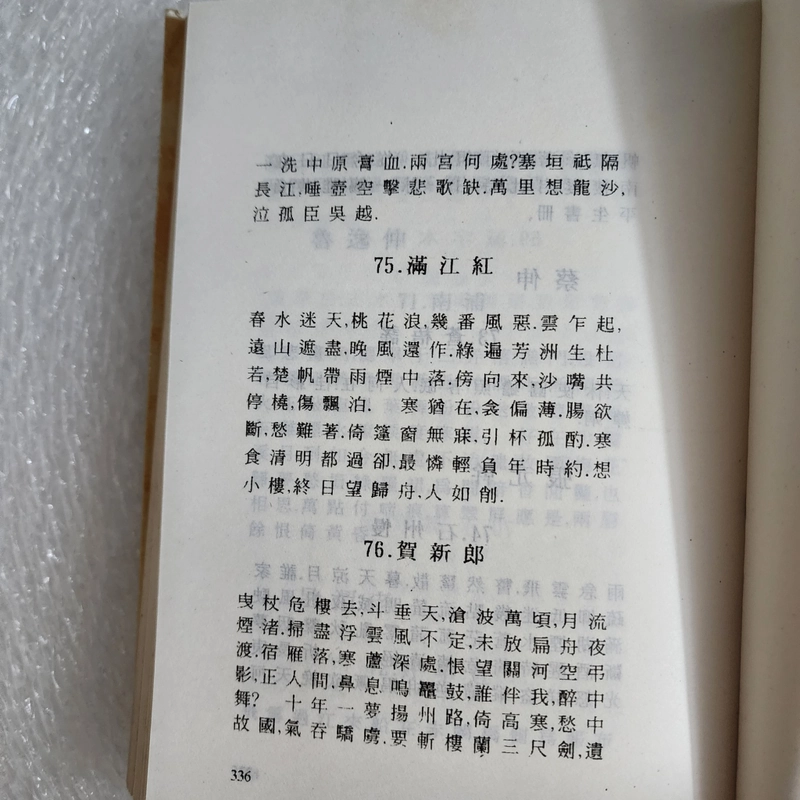 一洗中原膏血.兩宮何處?塞垣祗隔
長江,唾壺空擊悲歌缺.萬里想龍沙,
泣孤臣吳越.
75.滿江紅
春水迷天,桃花浪,幾番風惡.雲乍起,
遠山遮盡,晚風還作.綠遍芳洲生杜
若,楚帆帶雨煙中落.傍向來,沙嘴共
停橈,傷飄泊. 寒猶在,衾偏薄.腸欲
斷,愁難著.倚篷窗無寐,引杯孤酌.寒
食清明都過卻,最憐輕負年時約.想
小樓,終日望歸舟,人如削.
76.賀新郎
曳杖危樓去,斗垂天,滄波萬頃,月流
煙渚.掃盡浮雲風不定,未放扁舟夜
渡.宿雁落,寒蘆深處.悵望關河空弔
影,正人間,鼻息鳴鼉鼓,誰伴我,醉中
舞? 十年一夢揚州路,倚高寒,愁中
故國,氣吞驕虜.要斬樓蘭三尺劍,遺
336